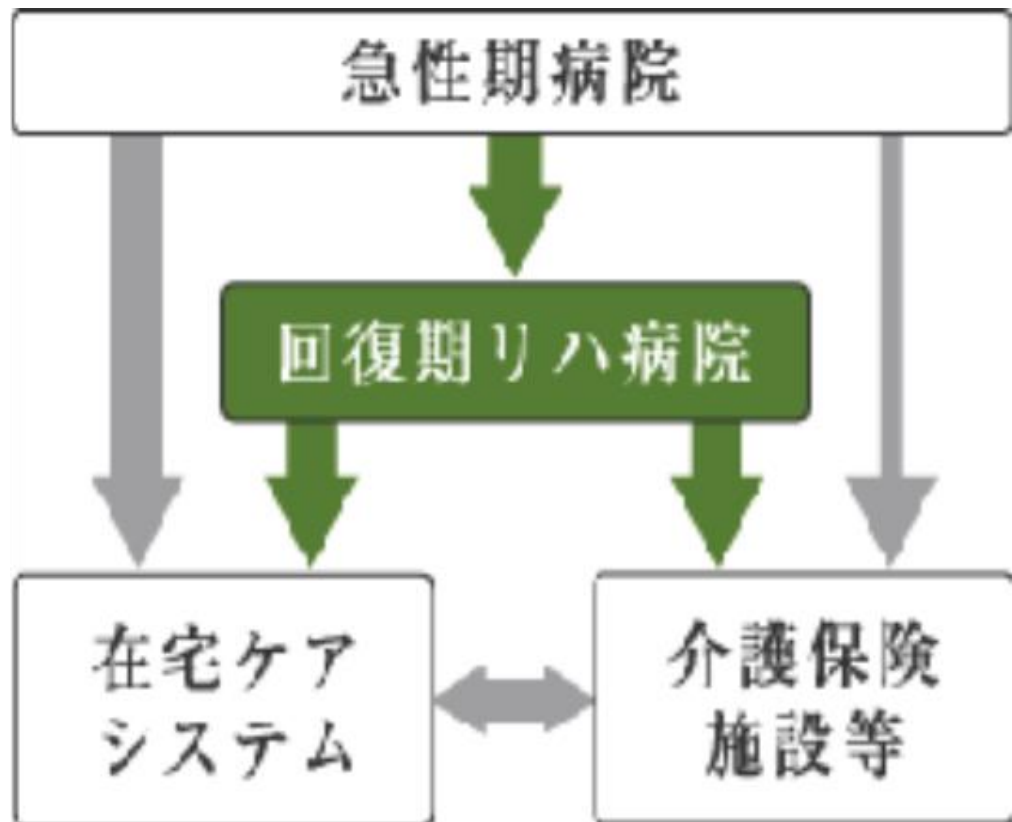 急性期病院
回復期リハ病院
在宅ケア
システム
介護保険
施設等